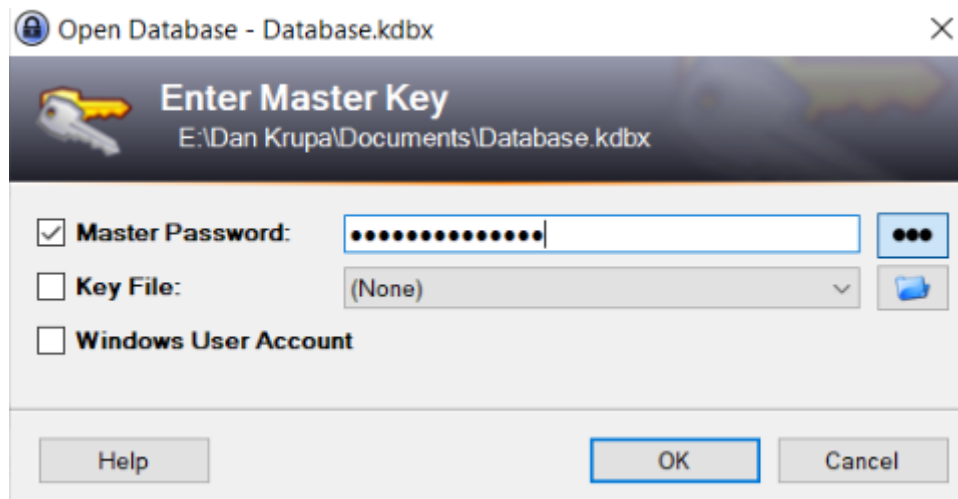 Open Database - Database.kdbx
Enter Master Key
E:\Dan Krupa\Documents\Database.kdbx
Master Password: ••••••••••••••
Key File: (None)
Windows User Account
Help OK Cancel